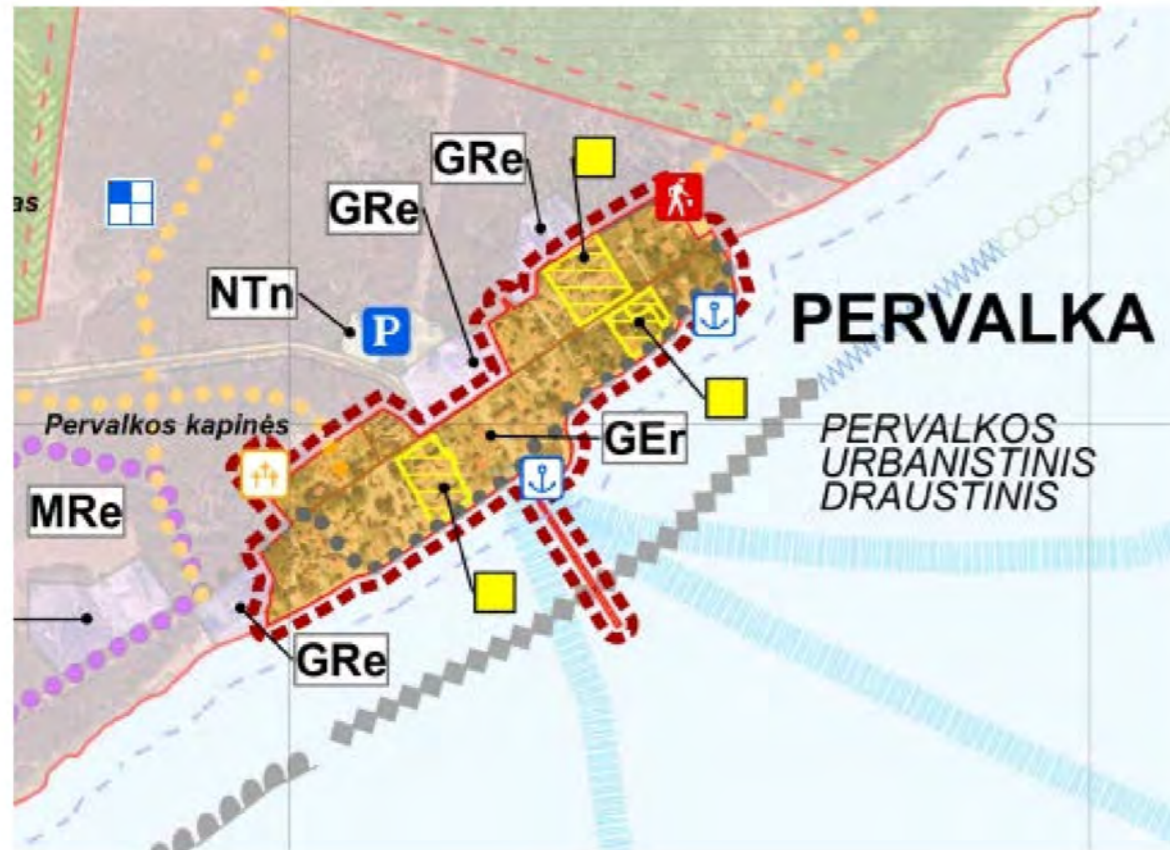 GRe
as
GRe
NTn
P
PERVALKA
Pervalkos kapinės
GEr
PERVALKOS
URBANISTINIS
DRAUSTINIS
MRe
GRe